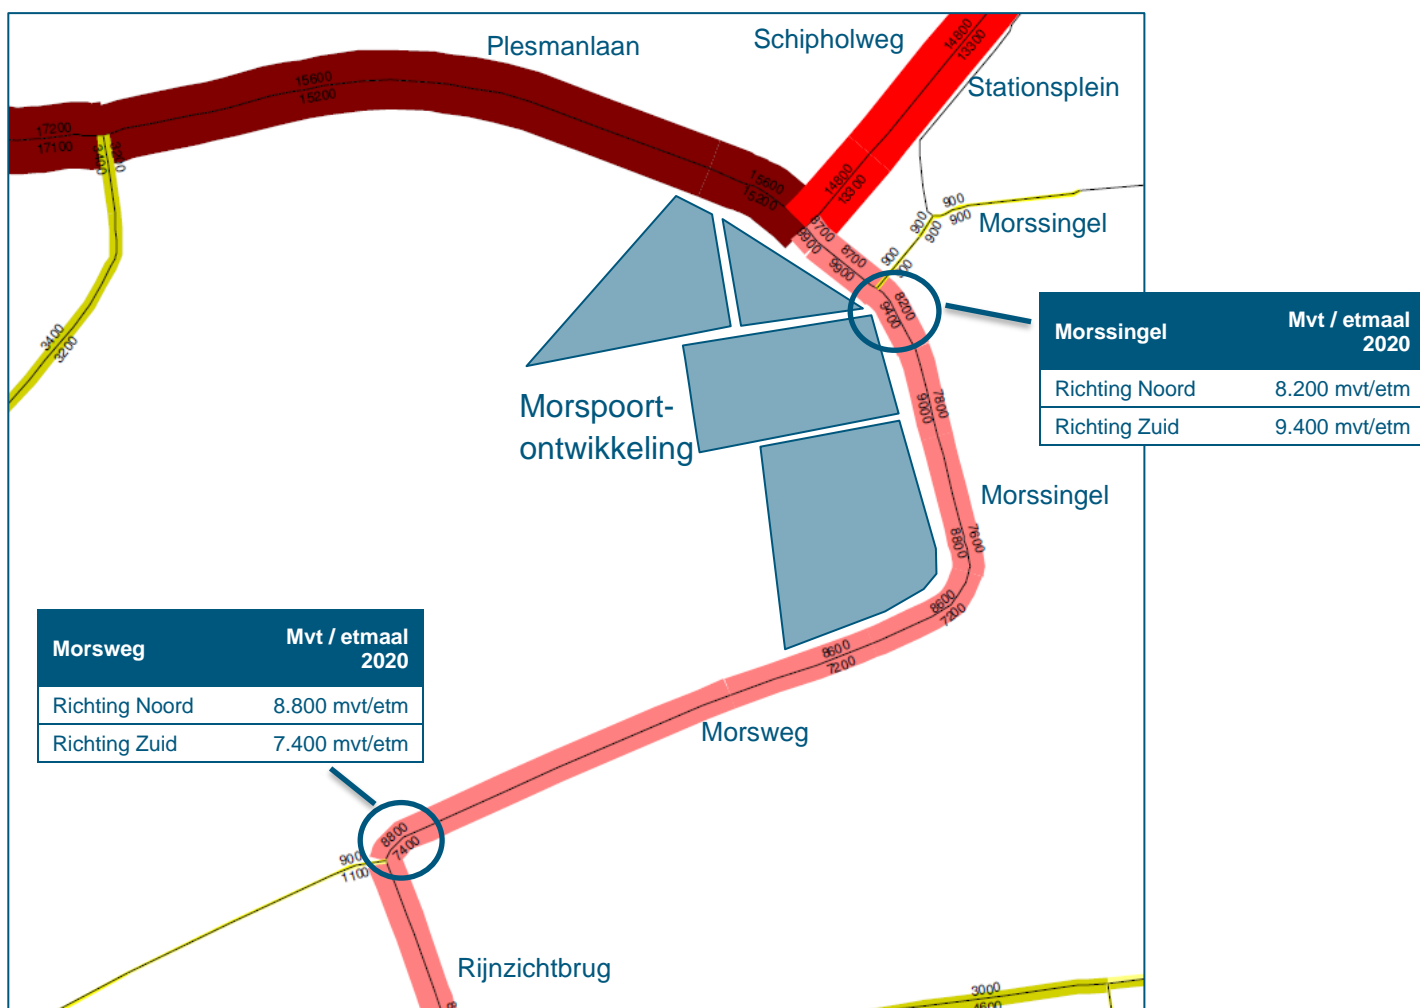 Plesmanlaan
Schipholweg
14800
13300
15600
15200
Stationsplein
17200
17100
3400
3200
15600
15200
14800
13300
900
900
Morssingel
900
900
8700
9900
8700
9900
900
900
8200
9400
Morssingel Mvt / etmaal
2020
Richting Noord 8.200 mvt/etm
Richting Zuid 9.400 mvt/etm
3400
3200
Morspoort-
ontwikkeling
7800
9000
Morssingel
7600
8800
8600
7200
8600
7200
Morsweg Mvt / etmaal
2020
Richting Noord 8.800 mvt/etm
Richting Zuid 7.400 mvt/etm
Morsweg
8800
7400
900
1100
Rijnzichtbrug
3000
4600